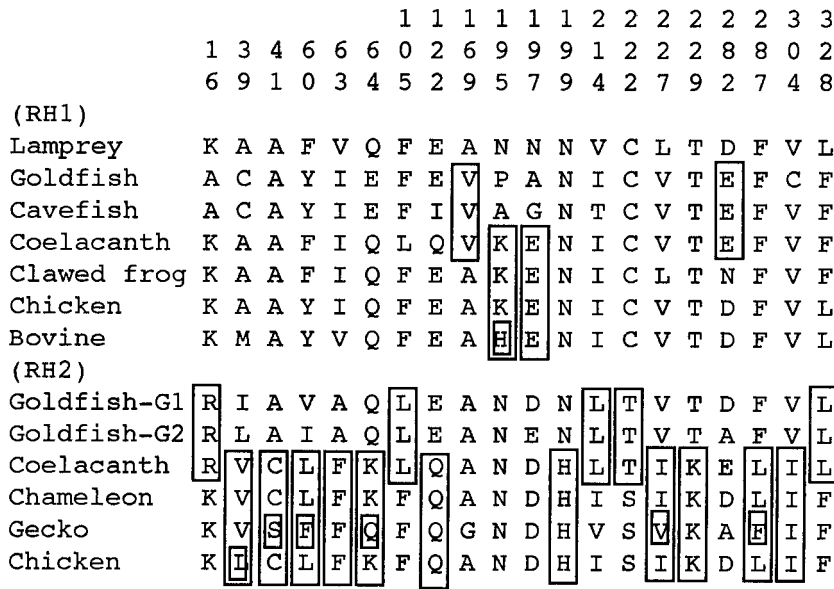 1 1 1 1 1 1 2 2 2 2 2 2 3 3
1 3 4 6 6 6 0 2 6 9 9 9 1 2 2 2 8 8 0 2
6 9 1 0 3 4 5 2 9 5 7 9 4 2 7 9 2 7 4 8
(RH1)
Lamprey K A A F V Q F E A N N N V C L T D F V L
Goldfish A C A Y I E F E V P A N I C V T E F C F
Cavefish A C A Y I E F I V A G N T C V T E F V F
Coelacanth K A A F I Q L Q V K E N I C V T E F V F
Clawed frog K A A F I Q F E A K E N I C L T N F V F
Chicken K A A Y I Q F E A K E N I C V T D F V L
Bovine K M A Y V Q F E A H E N I C V T D F V L
(RH2)
Goldfish-G1 R I A V A Q L E A N D N L T V T D F V L
Goldfish-G2 R L A I A Q L E A N E N L T V T A F V L
Coelacanth R V C L F K L Q A N D H L T I K E L I L
Chameleon K V C L F K F Q A N D H I S I K D L I F
Gecko K V S F F Q F Q G N D H V S V K A F I F
Chicken K L C L F K F Q A N D H I S I K D L I F